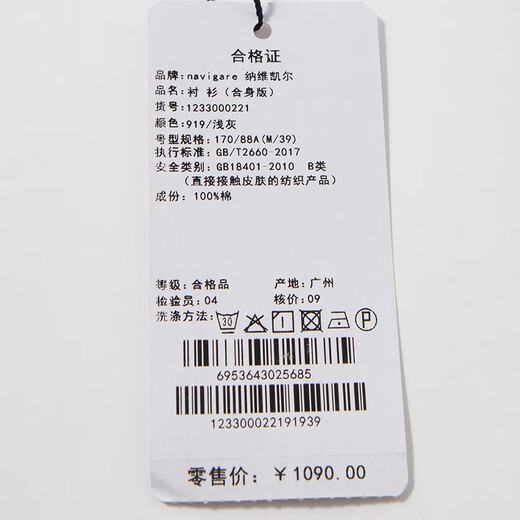 合格证
品牌:navigare 纳维凯尔
品名:衬 衫(合身版)
货号:1233000221
颜色:919/浅灰
号型规格:170/88A(M/39)
执行标准:GB/T2660-2017
安全类别:GB18401-2010 B类
(直接接触皮肤的纺织产品)
成份:100%棉
等级:合格品 产地:广州
检验员:04 核价:09
洗涤方法: 30 P
6953643025685
123300022191939
零售价:¥1090.00